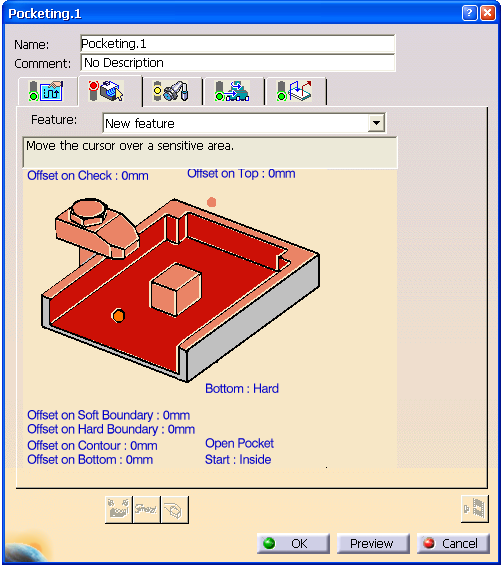 Pocketing.1
Name: Pocketing.1
Comment: No Description
Feature: New feature
Move the cursor over a sensitive area.
Offset on Check : 0mm Offset on Top : 0mm
Bottom : Hard
Offset on Soft Boundary : 0mm
Offset on Hard Boundary : 0mm
Offset on Contour : 0mm Open Pocket
Offset on Bottom : 0mm Start : Inside
Smart
OK Preview Cancel